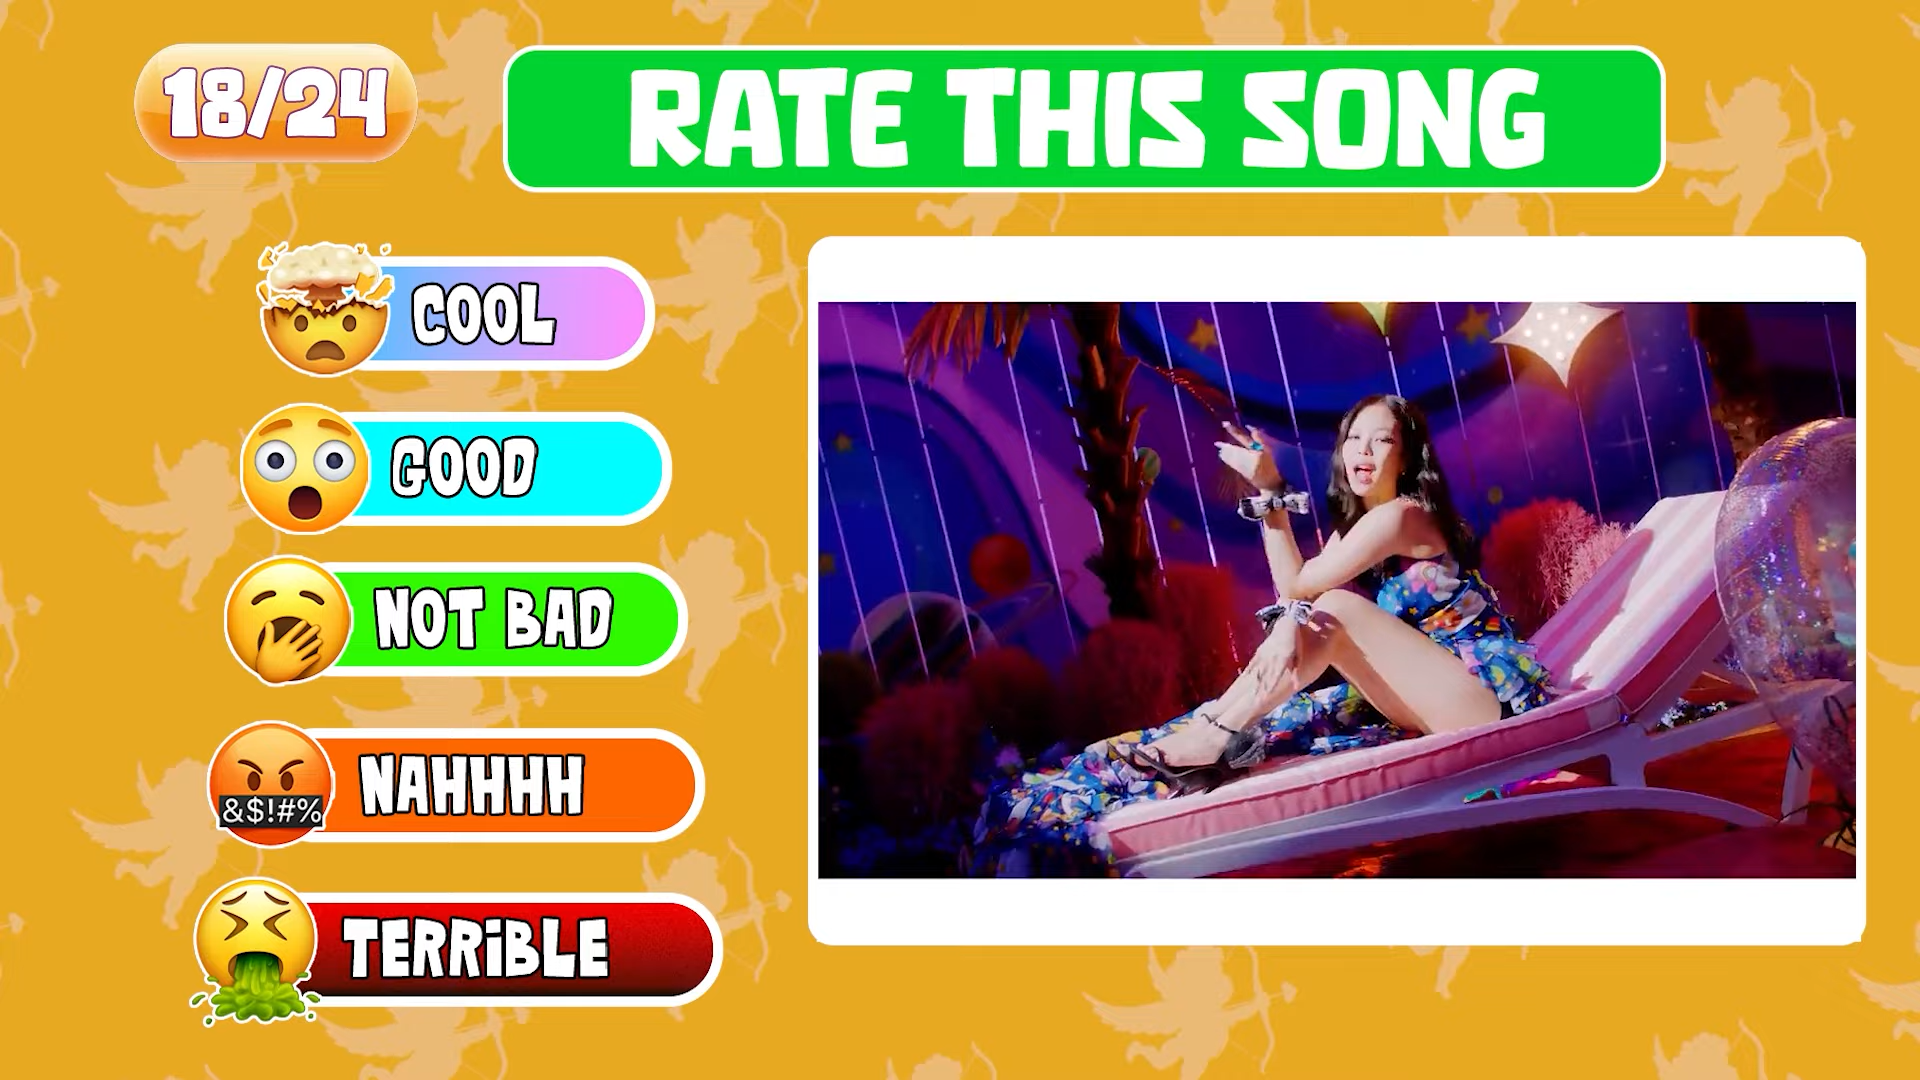 18/24
RATE THIS SONG
COOL
GOOD
NOT BAD
&$!#%
NAHHHH
TERRiBLE